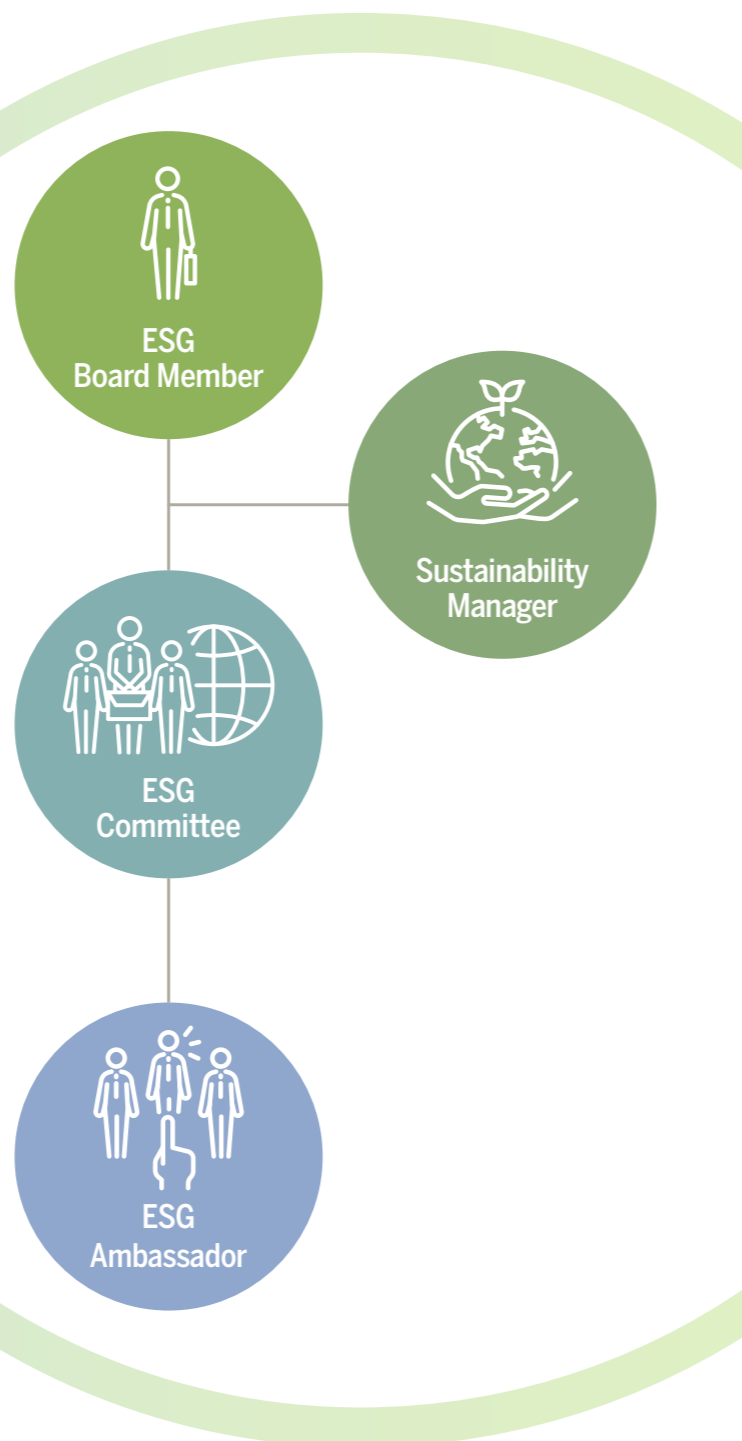 ESG
Board Member
Sustainability
Manager
ESG
Committee
ESG
Ambassador